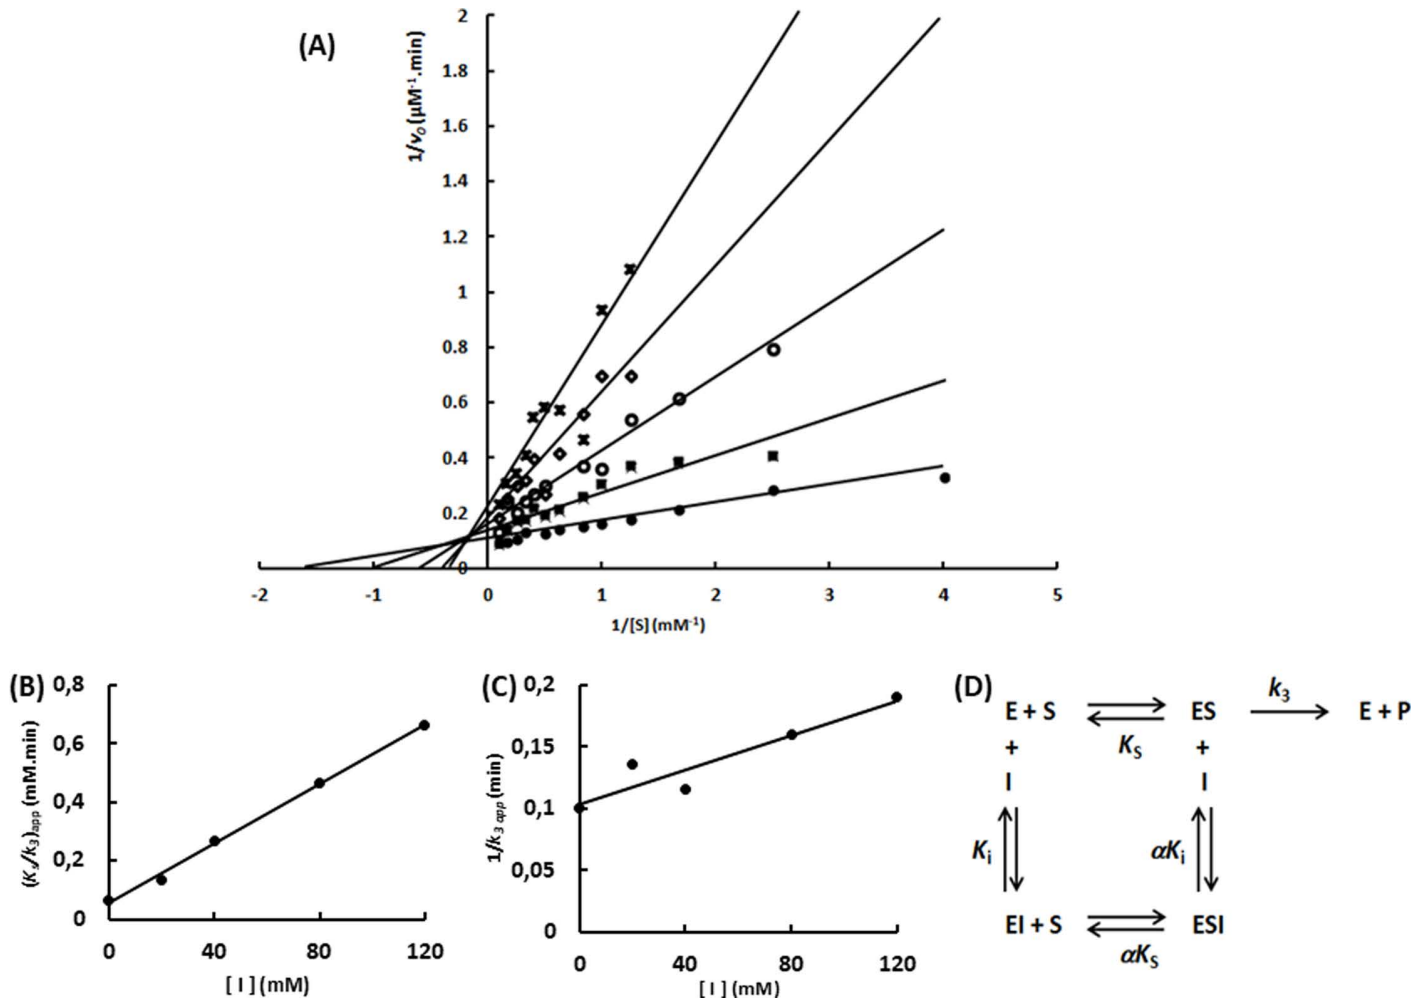 (A)
1/v₀ (µM⁻¹.min)
2
1.8
1.6
1.4
1.2
1
0.8
0.6
0.4
0.2
0
-2 -1 0 1 2 3 4 5
1/[S] (mM⁻¹)
(B)
(Kₛ/k₃)app (mM.min)
0,8
0,6
0,4
0,2
0
0 40 80 120
[ I ] (mM)
(C)
1/k₃ app (min)
0,2
0,15
0,1
0,05
0
0 40 80 120
[ I ] (mM)
(D)
E + S ES k₃ E + P
+ KS +
I I
Ki αKi
EI + S ESI
αKS